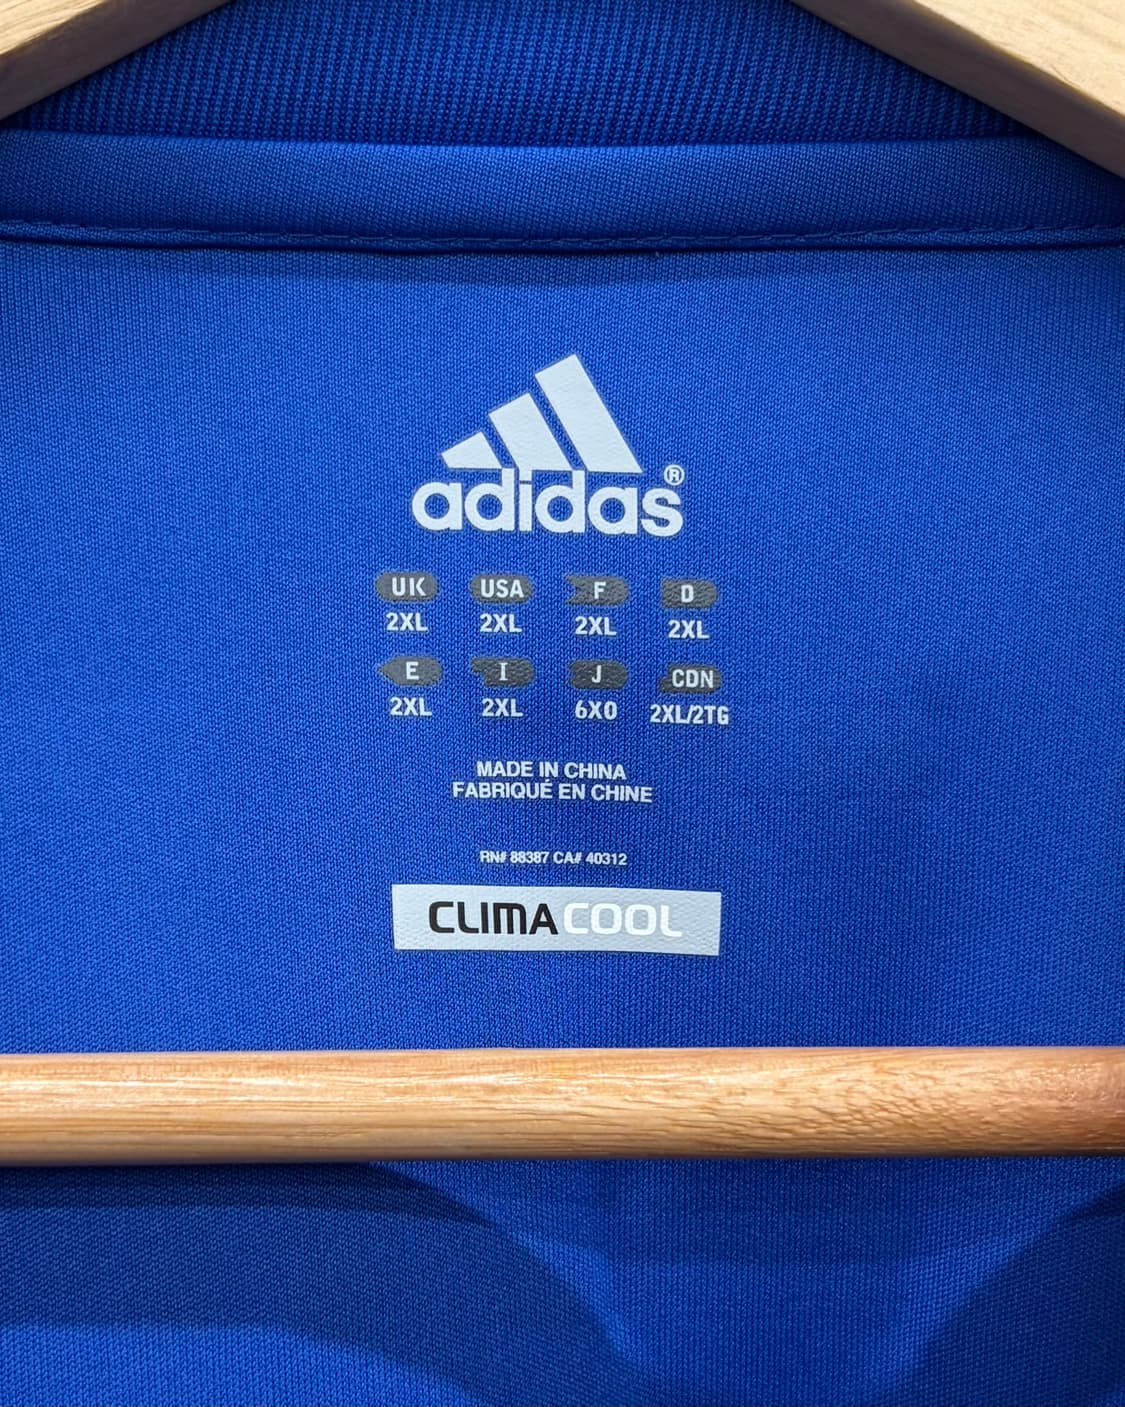 adidas®
UK USA F D
2XL 2XL 2XL 2XL
E I J CDN
2XL 2XL 6XO 2XL/2TG
MADE IN CHINA
FABRIQUÉ EN CHINE
RN# 88387 CA# 40312
CLIMACOOL